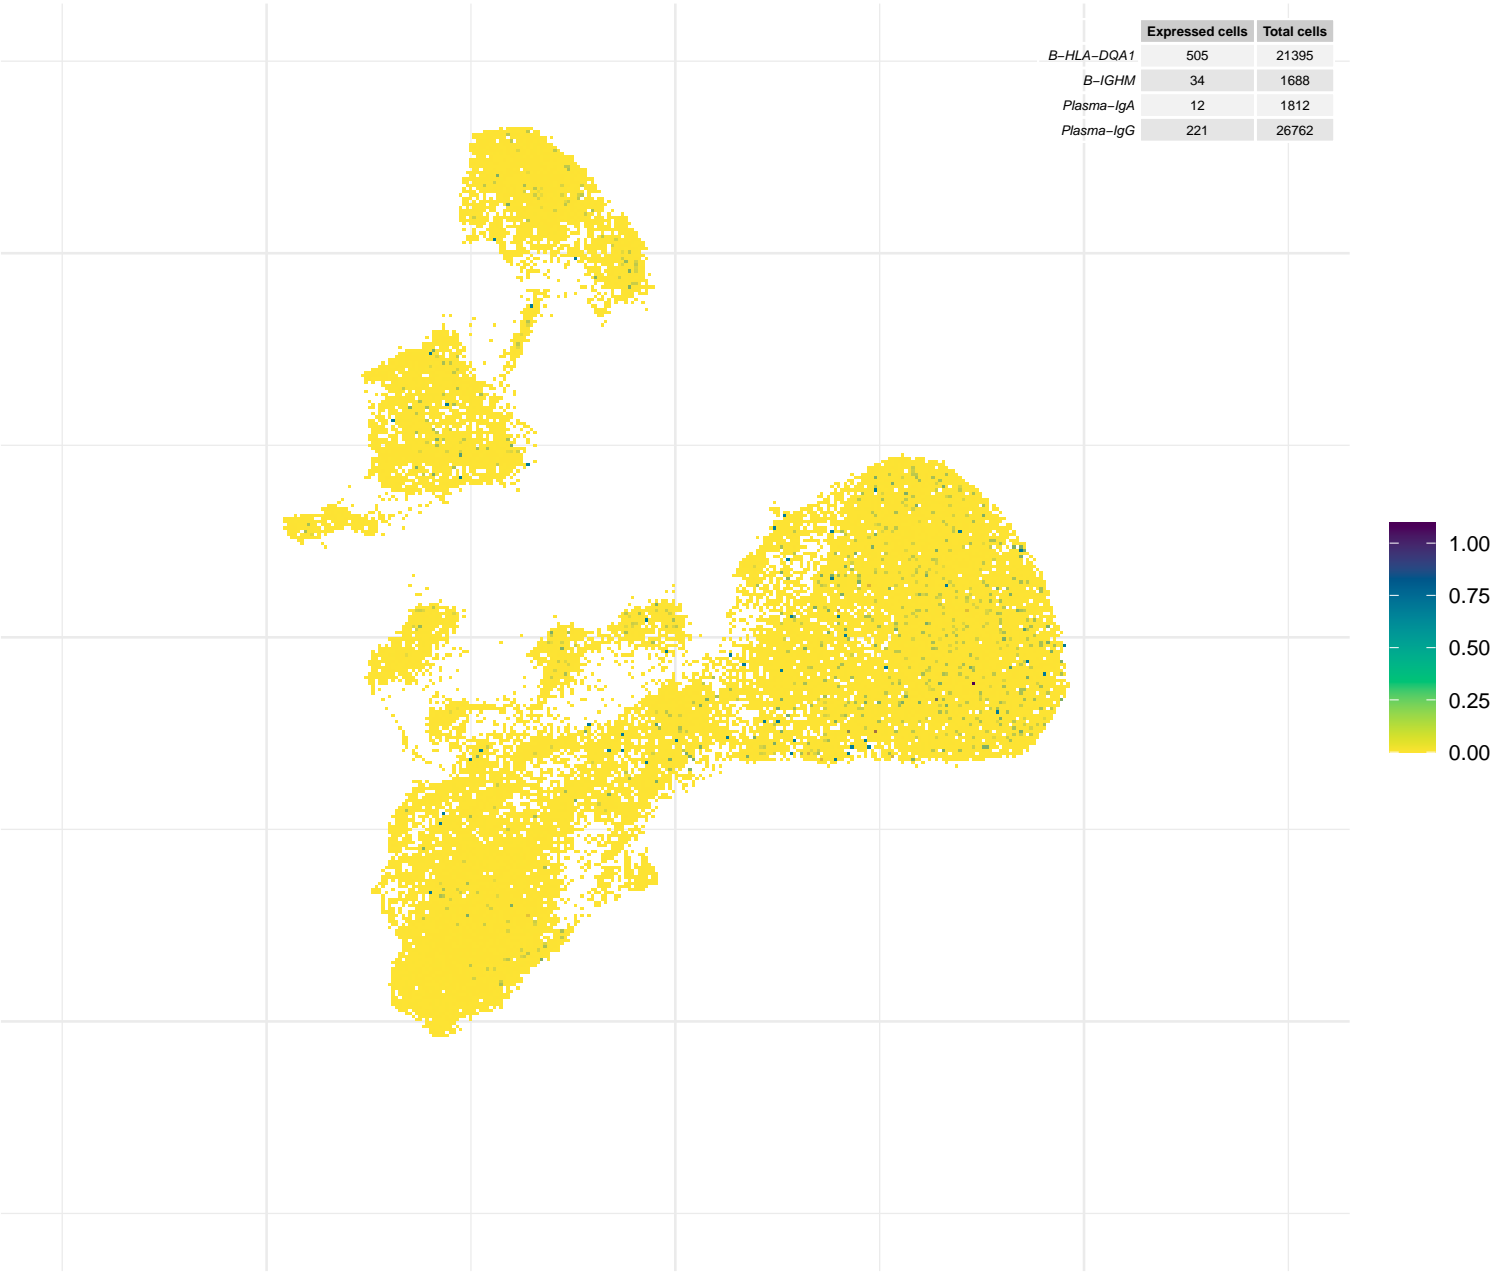 Expressed cells Total cells
B−HLA−DQA1 505 21395
B−IGHM 34 1688
Plasma−IgA 12 1812
Plasma−IgG 221 26762
1.00
0.75
0.50
0.25
0.00